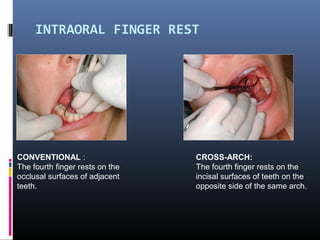 INTRAORAL FINGER REST
CONVENTIONAL :
The fourth finger rests on the
occlusal surfaces of adjacent
teeth.
CROSS-ARCH:
The fourth finger rests on the
incisal surfaces of teeth on the
opposite side of the same arch.